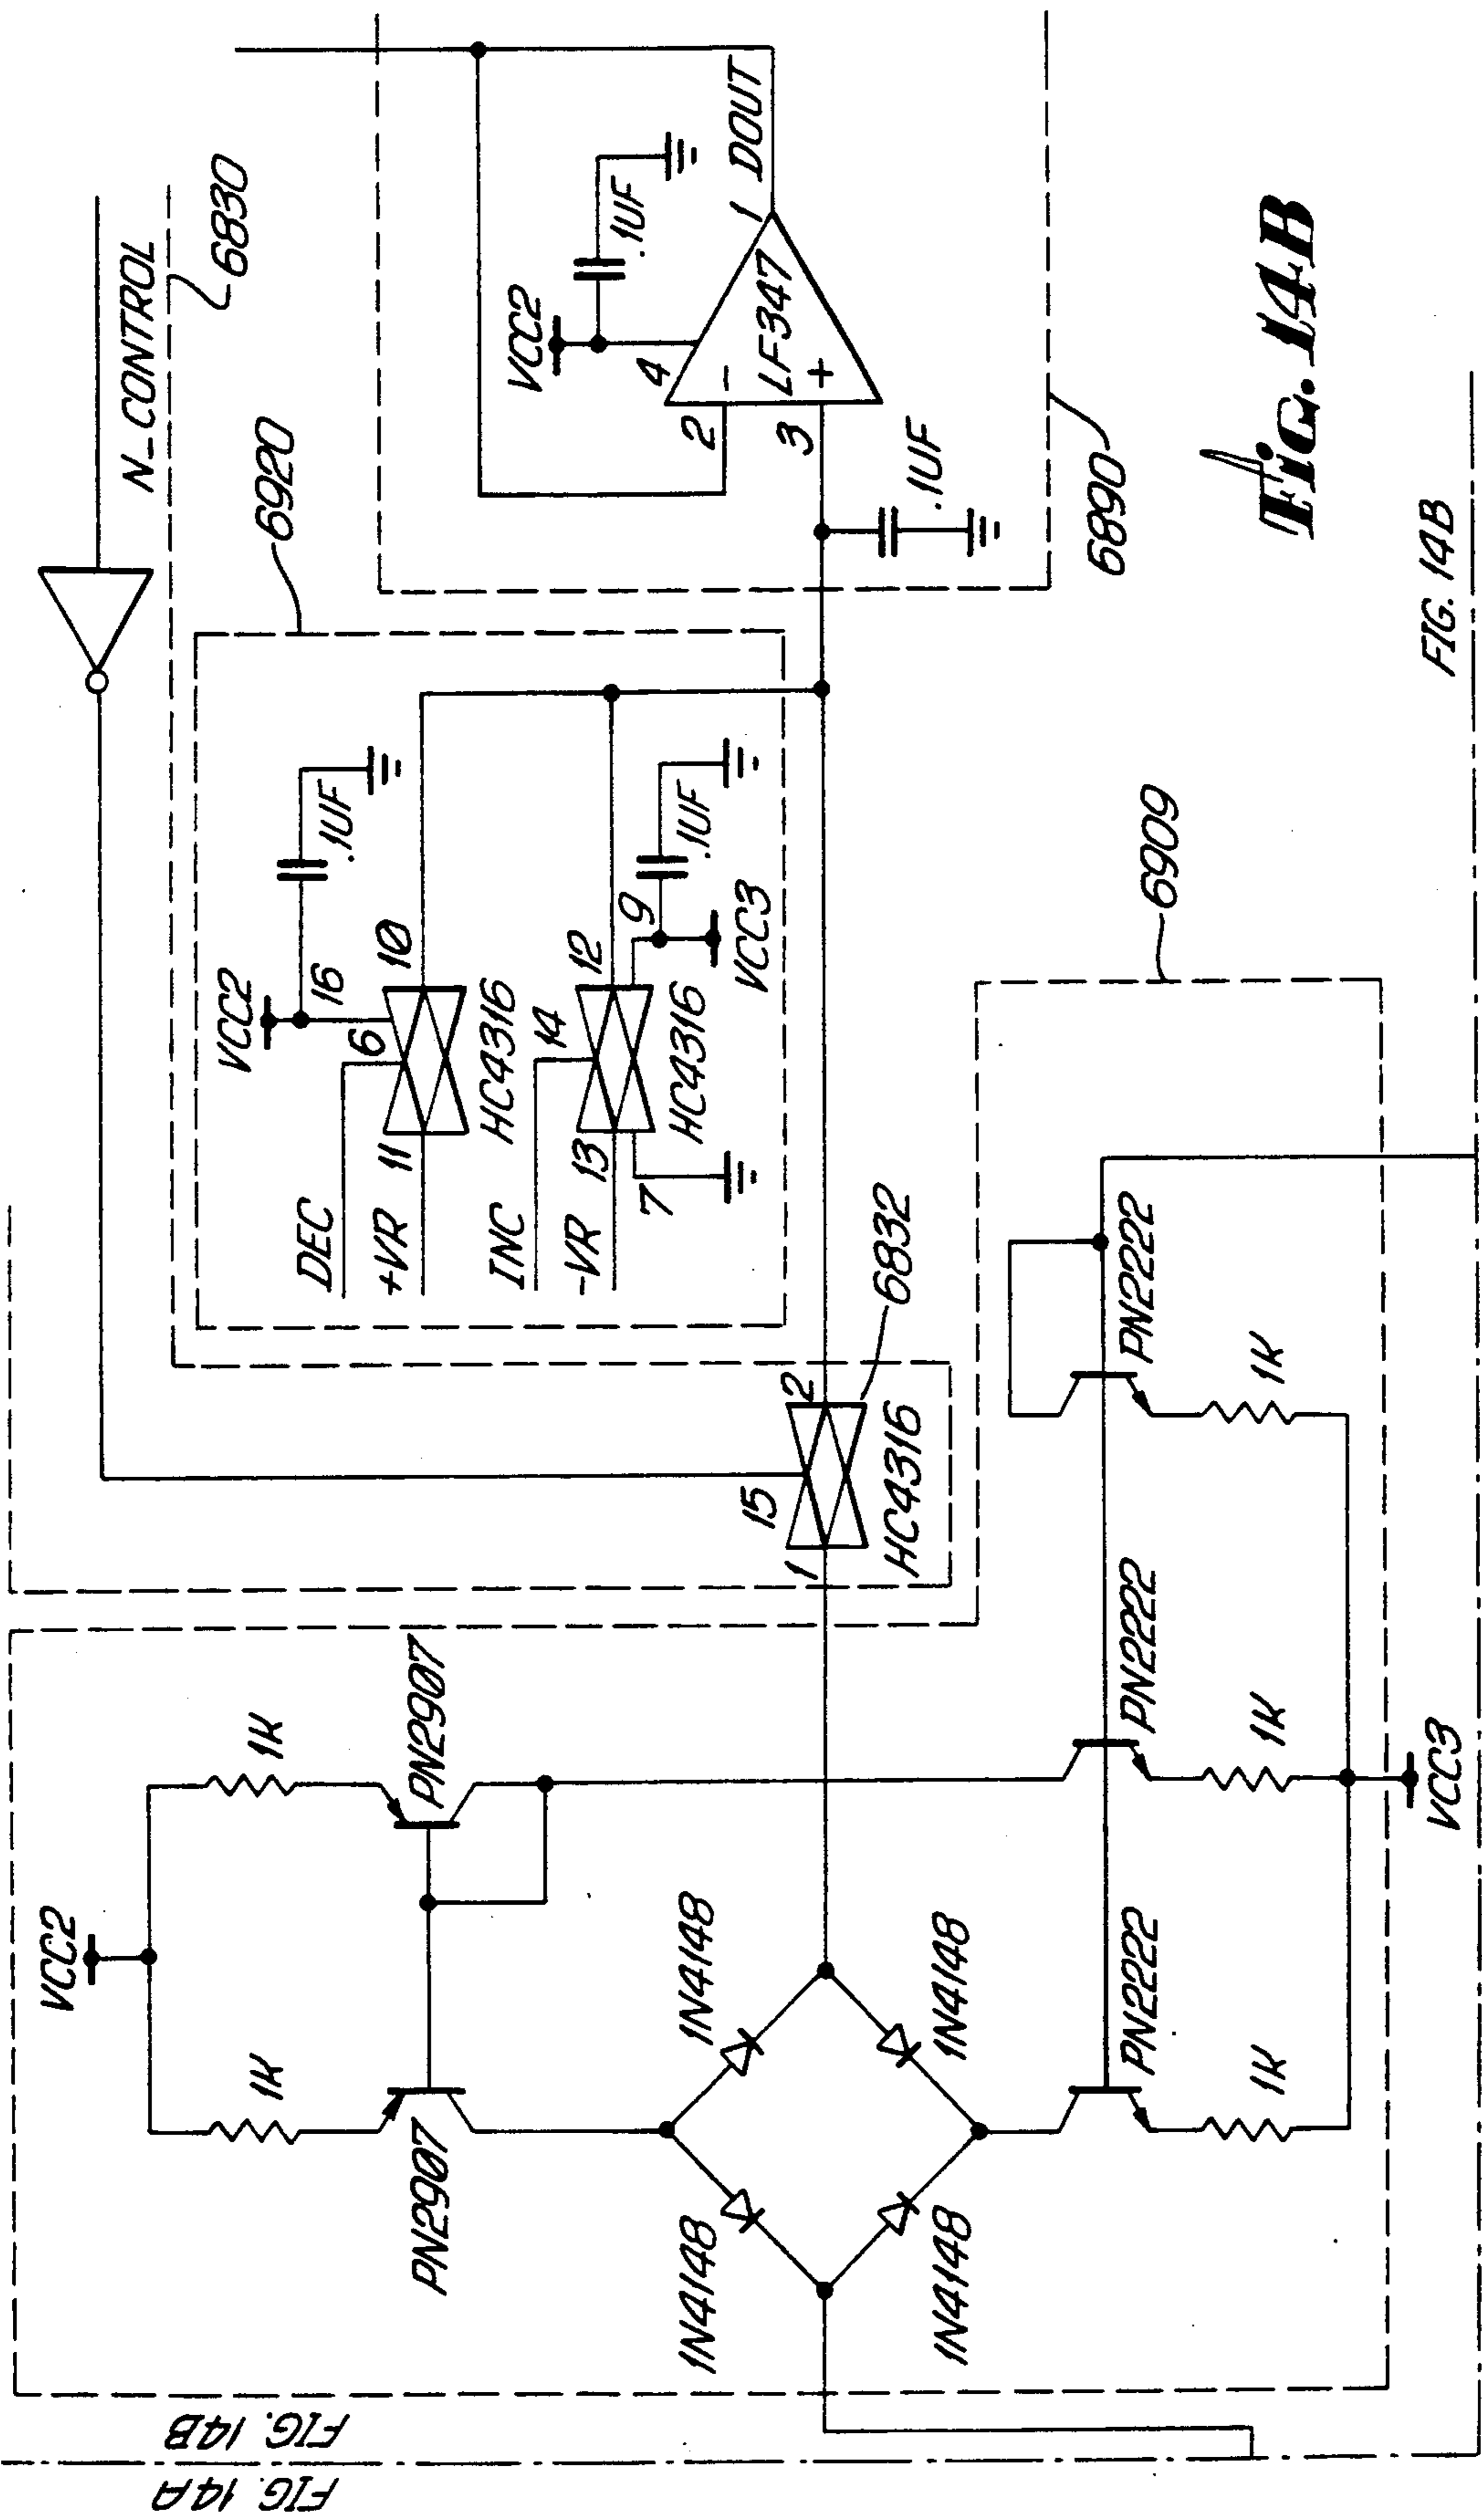 FIG. 14A
FIG. 14B
VCC2
N-CONTROL
6830
1K
1K
6920
VCC2
16
.1UF
DEC
6
10
+VR
11
PN2907
PN2907
HC4316
VCC2
.1UF
INC
14
12
-VR
13
9
4
7
HC4316
.1UF
2
1N4148
1N4148
VCC3
1 DOUT
15
LF347
1
2
3
+
-
HC4316
6832
.1UF
1N4148
1N4148
6890
6909
PN2222
PN2222
PN2222
1K
1K
1K
VCC3
FIG. 14B
Fig. 14B